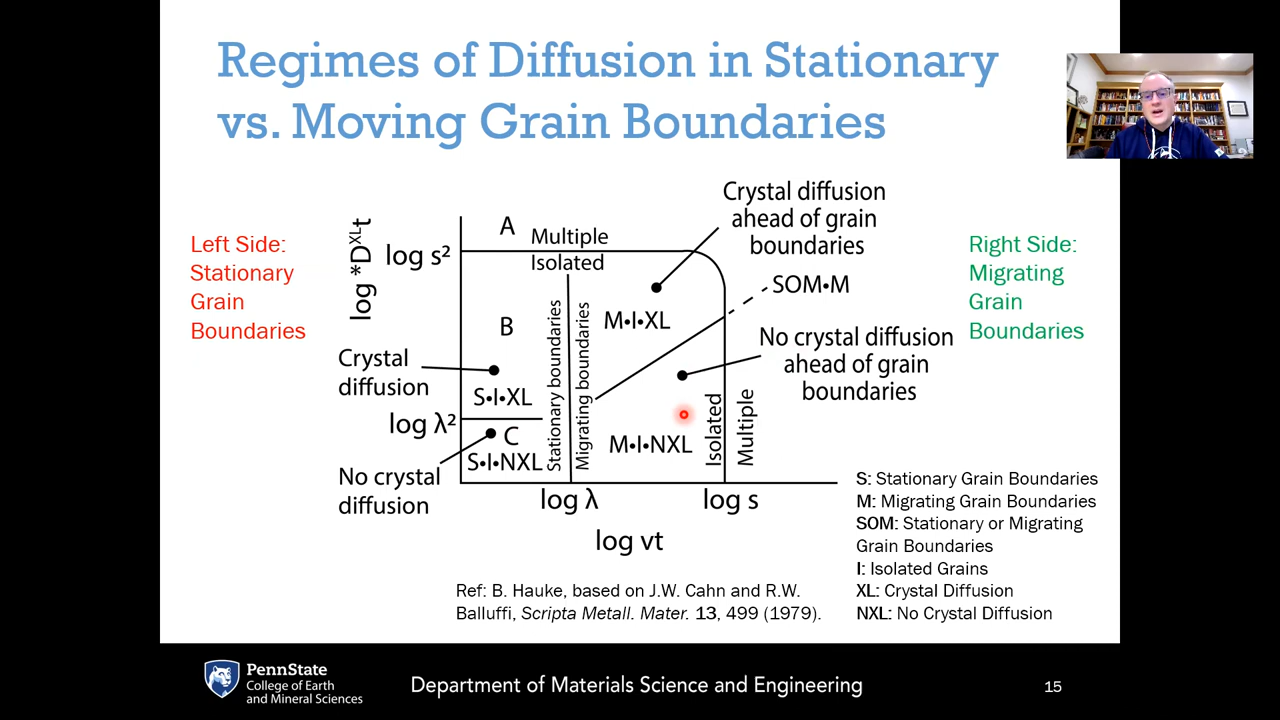 Regimes of Diffusion in Stationary
vs. Moving Grain Boundaries
Left Side:
Stationary
Grain
Boundaries
Right Side:
Migrating
Grain
Boundaries
log *Dˣᴸt
log s²
log λ²
A
Multiple
Isolated
B
Crystal
diffusion
S•I•XL
C
S•I•NXL
No crystal
diffusion
Stationary boundaries
Migrating boundaries
M•I•XL
M•I•NXL
Crystal diffusion
ahead of grain
boundaries
SOM•M
No crystal diffusion
ahead of grain
boundaries
Isolated
Multiple
log λ
log s
log vt
S: Stationary Grain Boundaries
M: Migrating Grain Boundaries
SOM: Stationary or Migrating
Grain Boundaries
I: Isolated Grains
XL: Crystal Diffusion
NXL: No Crystal Diffusion
Ref: B. Hauke, based on J.W. Cahn and R.W.
Balluffi, Scripta Metall. Mater. 13, 499 (1979).
PennState
College of Earth
and Mineral Sciences
Department of Materials Science and Engineering
15